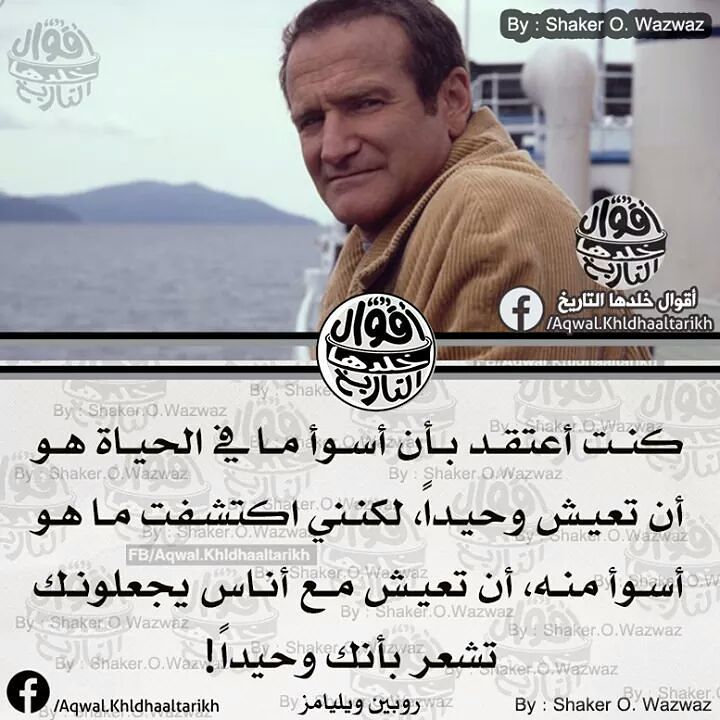 By : Shaker O. Wazwaz
أقوال
خلدها
التاريخ
أقوال خلدها التاريخ
/Aqwal.Khldhaaltarikh
أقوال
خلدها
التاريخ
كنت أعتقد بأن أسوأ ما في الحياة هو
أن تعيش وحيداً، لكنني اكتشفت ما هو
FB/Aqwal.Khldhaaltarikh
أسوأ منه، أن تعيش مع أناس يجعلونك
تشعر بأنك وحيداً!
/Aqwal.Khldhaaltarikh
روبين ويليامز
By : Shaker O. Wazwaz